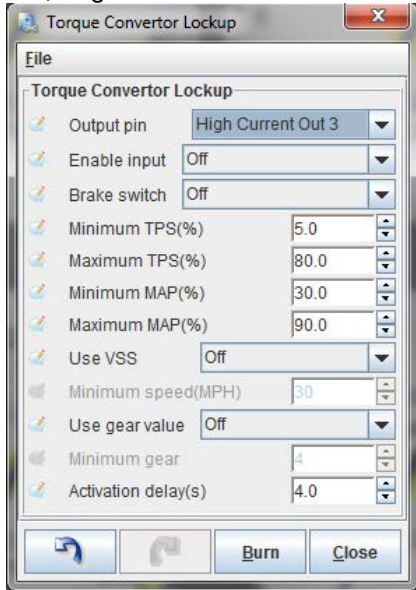 Torque Convertor Lockup
File
Torque Convertor Lockup
Output pin High Current Out 3
Enable input Off
Brake switch Off
Minimum TPS(%) 5.0
Maximum TPS(%) 80.0
Minimum MAP(%) 30.0
Maximum MAP(%) 90.0
Use VSS Off
Minimum speed(MPH) 30
Use gear value Off
Minimum gear 4
Activation delay(s) 4.0
Burn Close